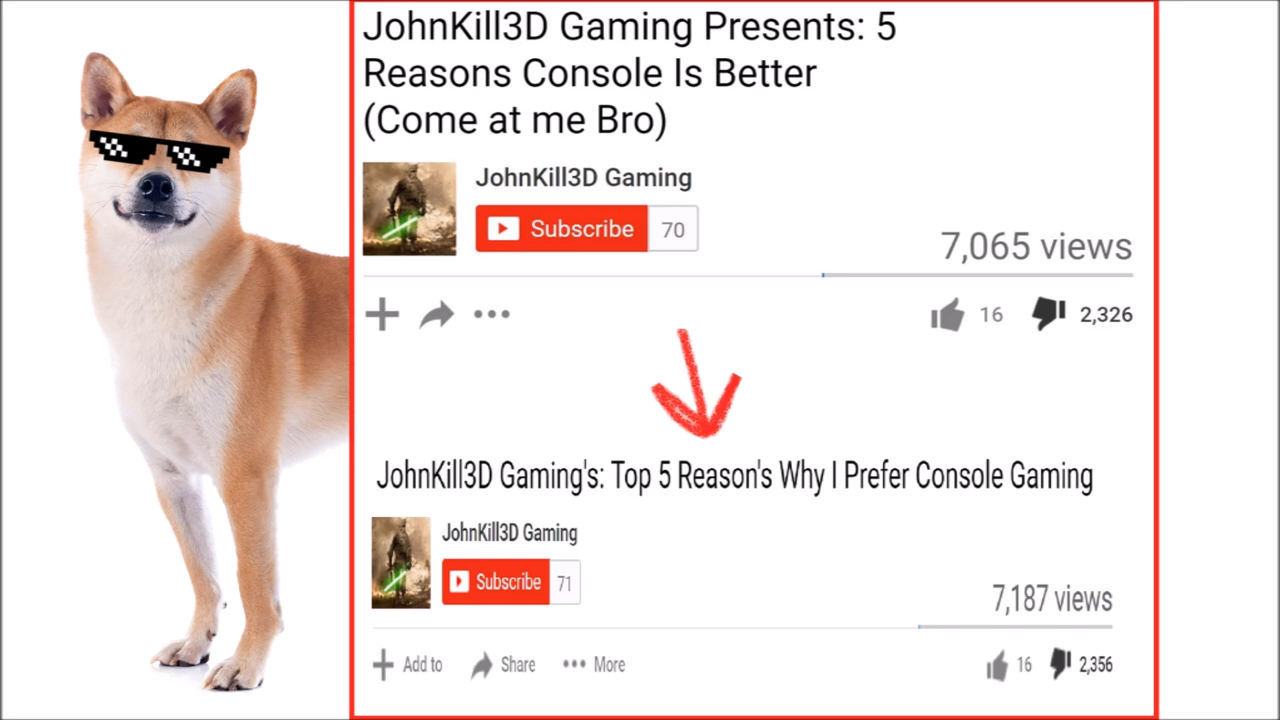 JohnKill3D Gaming Presents: 5
Reasons Console Is Better
(Come at me Bro)
JohnKill3D Gaming
Subscribe 70
7,065 views
16 2,326
JohnKill3D Gaming's: Top 5 Reason's Why I Prefer Console Gaming
JohnKill3D Gaming
Subscribe 71
7,187 views
Add to Share More 16 2,356